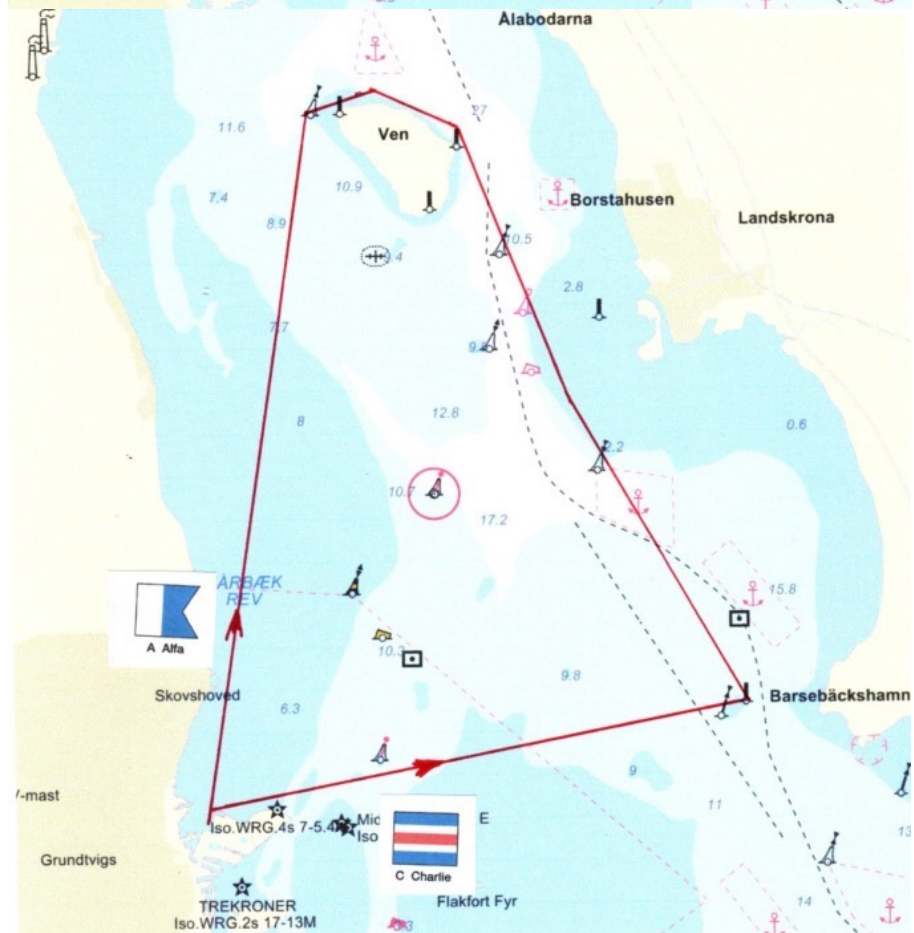 Ålabodarna
27
11.6
Ven
7.4
10.9
Borstahusen
8.9
10.5
Landskrona
9.4
2.8
7.7
12.8
8
0.6
2.2
10.7
17.2
REV
15.8
A Alfa
10.3
9.8
Skovshoved
Barsebäckshamn
6.3
9
11
-mast
Iso.WRG.4s 7-5.4
Iso
E
13
Grundtvigs
C Charlie
TREKRONER
Iso.WRG.2s 17-13M
Flakfort Fyr
14